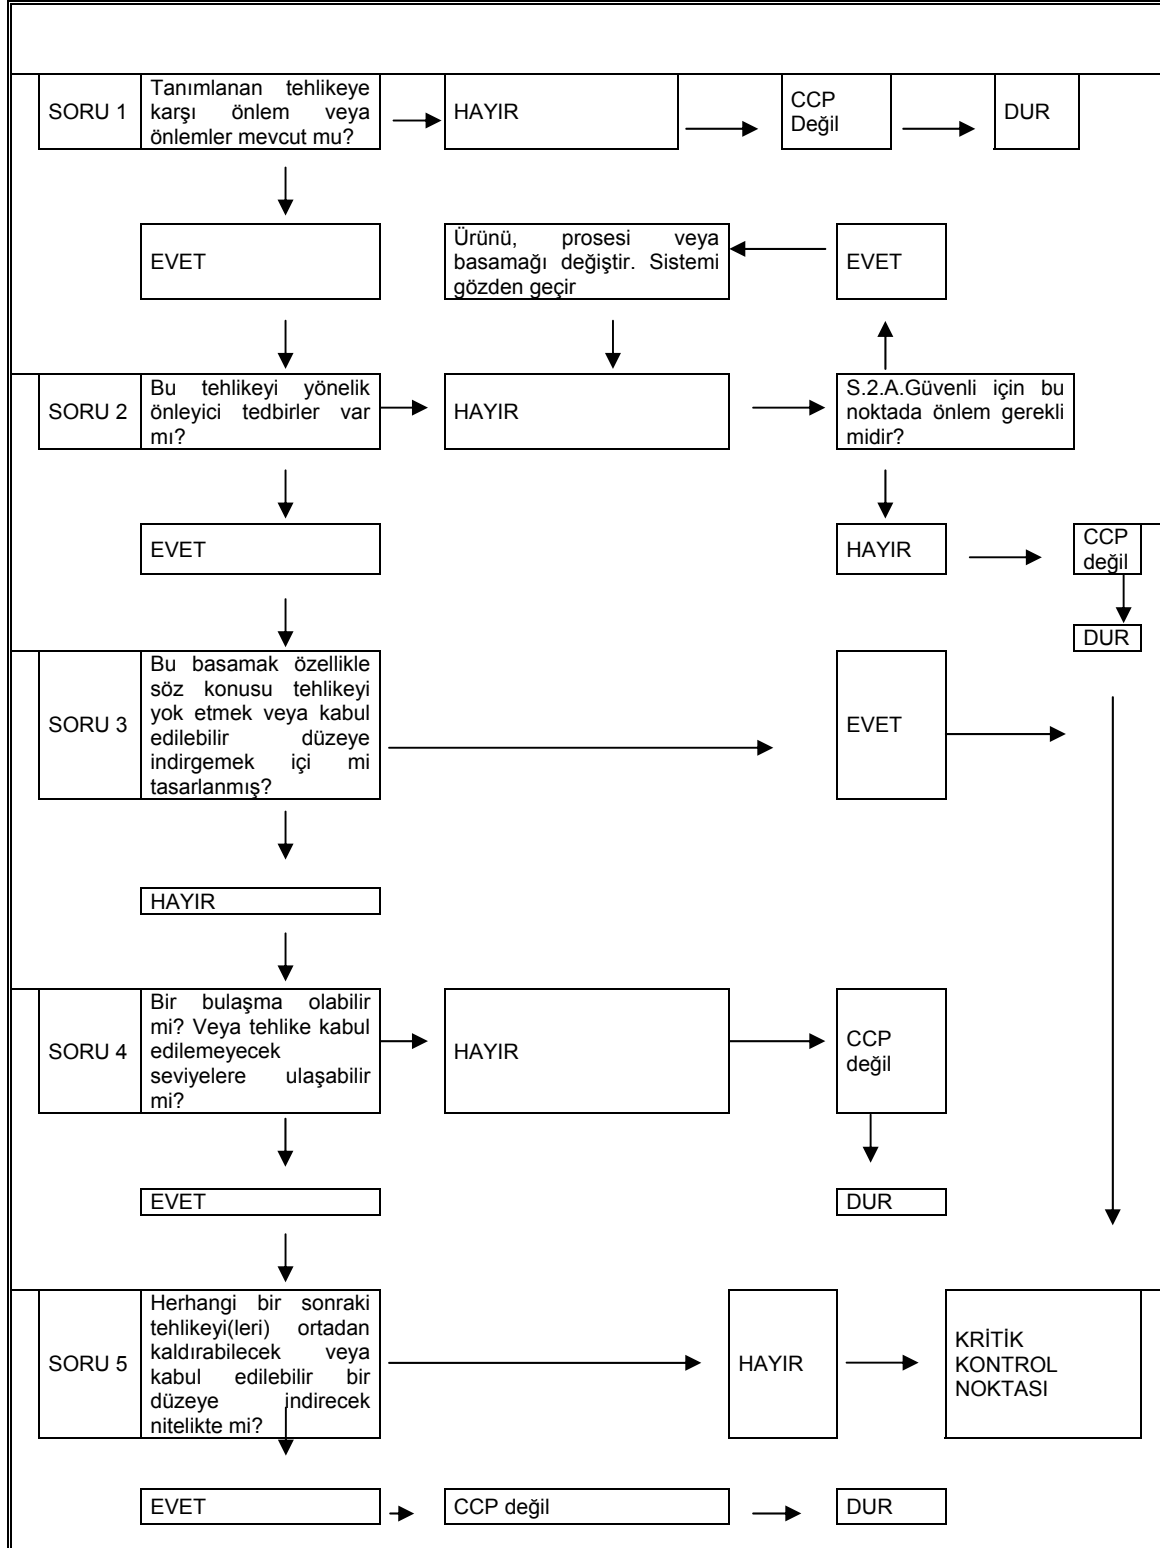 SORU 1
Tanımlanan tehlikeye
karşı önlem veya
önlemler mevcut mu?
HAYIR
CCP
Değil
DUR
EVET
Ürünü, prosesi veya
basamağı değiştir. Sistemi
gözden geçir
EVET
SORU 2
Bu tehlikeyi yönelik
önleyici tedbirler var
mı?
HAYIR
S.2.A.Güvenli için bu
noktada önlem gerekli
midir?
EVET
HAYIR
CCP
değil
DUR
SORU 3
Bu basamak özellikle
söz konusu tehlikeyi
yok etmek veya kabul
edilebilir düzeye
indirgemek içi mi
tasarlanmış?
EVET
HAYIR
SORU 4
Bir bulaşma olabilir
mi? Veya tehlike kabul
edilemeyecek
seviyelere ulaşabilir
mi?
HAYIR
CCP
değil
EVET
DUR
SORU 5
Herhangi bir sonraki
tehlikeyi(leri) ortadan
kaldırabilecek veya
kabul edilebilir bir
düzeye indirecek
nitelikte mi?
HAYIR
KRİTİK
KONTROL
NOKTASI
EVET
CCP değil
DUR